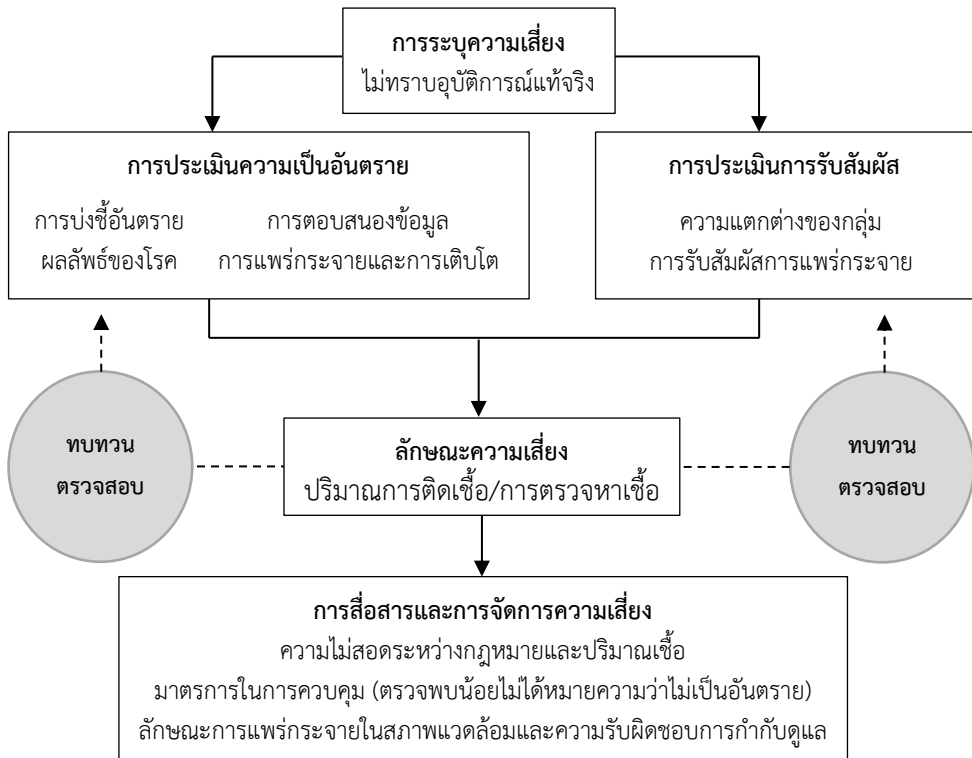 การระบุความเสี่ยง
ไม่ทราบอุบัติการณ์แท้จริง
การประเมินความเป็นอันตราย
การบ่งชี้อันตราย การตอบสนองข้อมูล
ผลลัพธ์ของโรค การแพร่กระจายและการเติบโต
การประเมินการรับสัมผัส
ความแตกต่างของกลุ่ม
การรับสัมผัสการแพร่กระจาย
ทบทวน
ตรวจสอบ
ลักษณะความเสี่ยง
ปริมาณการติดเชื้อ/การตรวจหาเชื้อ
ทบทวน
ตรวจสอบ
การสื่อสารและการจัดการความเสี่ยง
ความไม่สอดระหว่างกฎหมายและปริมาณเชื้อ
มาตรการในการควบคุม (ตรวจพบน้อยไม่ได้หมายความว่าไม่เป็นอันตราย)
ลักษณะการแพร่กระจายในสภาพแวดล้อมและความรับผิดชอบการกำกับดูแล